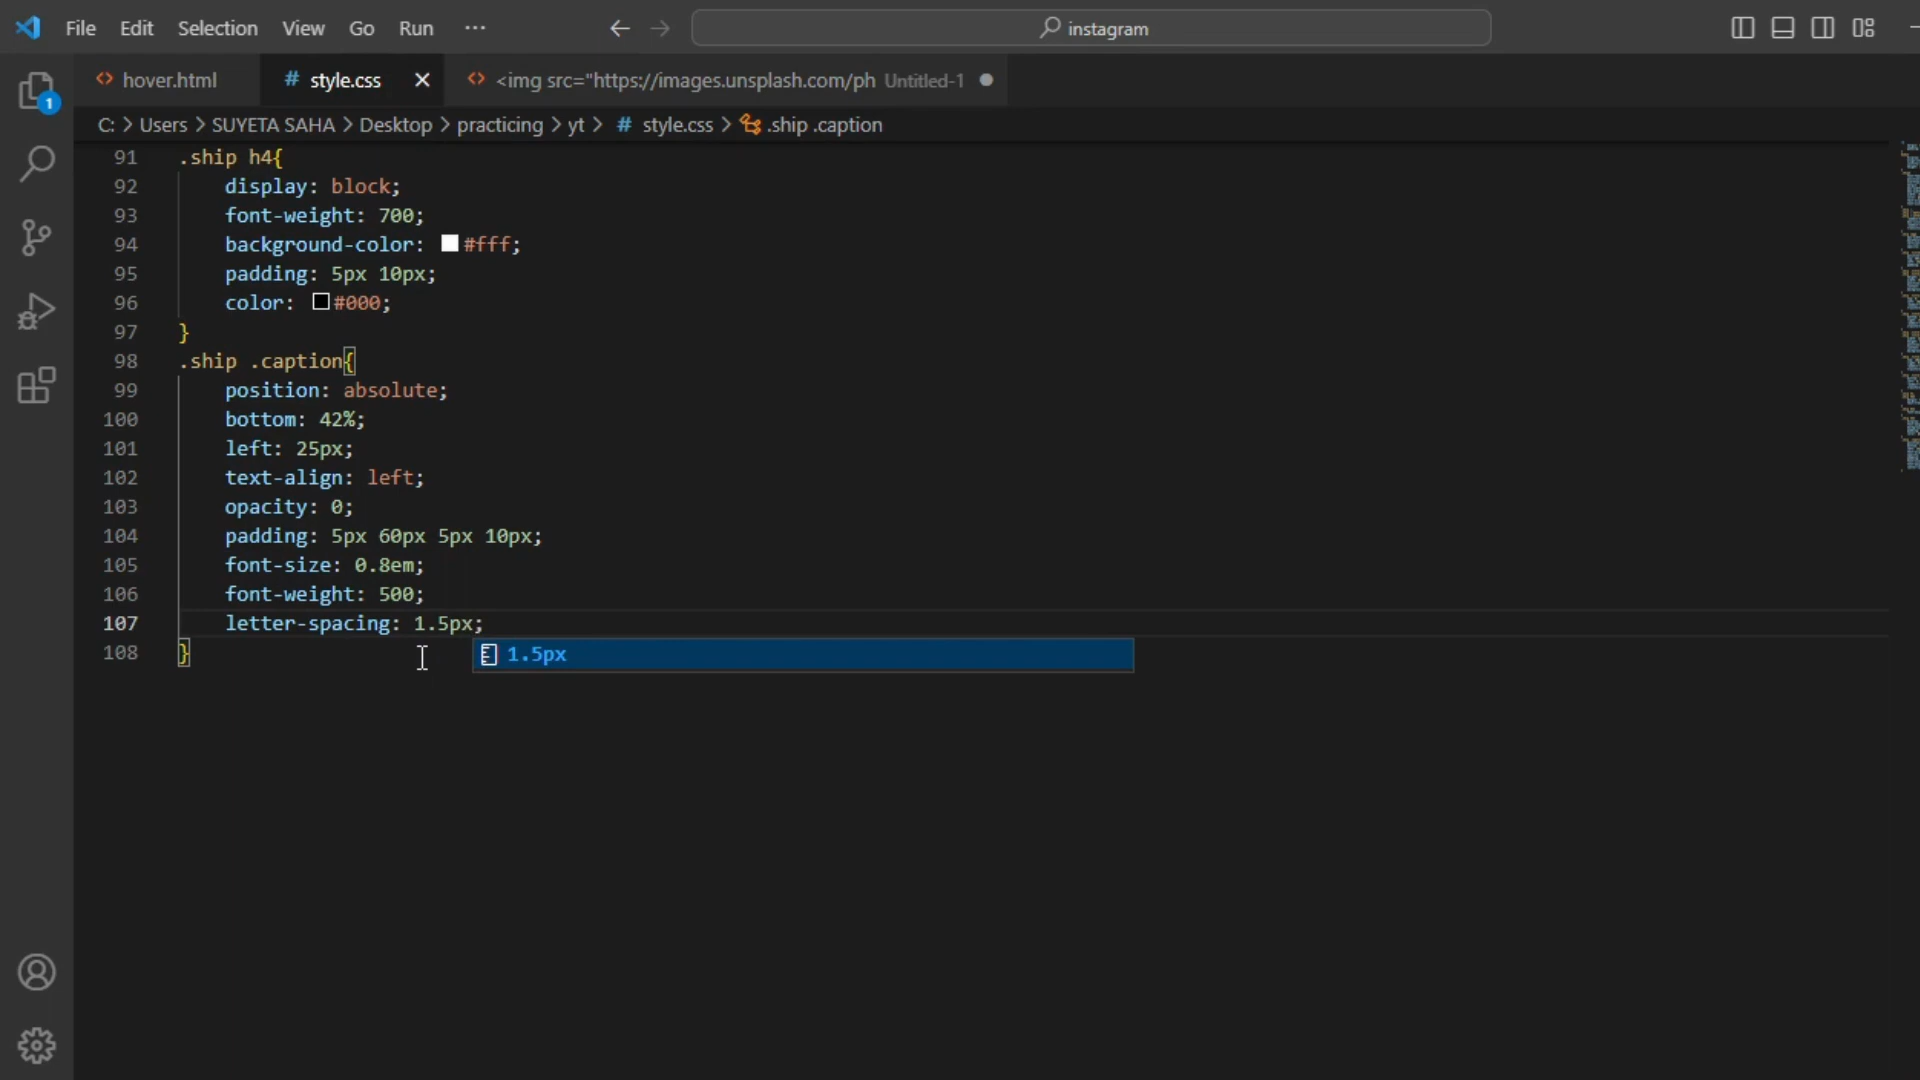 File Edit Selection View Go Run ···
instagram
hover.html
# style.css
<img src="https://images.unsplash.com/ph Untitled-1
1
C: > Users > SUYETA SAHA > Desktop > practicing > yt > # style.css > .ship .caption
91 .ship h4{
92 display: block;
93 font-weight: 700;
94 background-color: #fff;
95 padding: 5px 10px;
96 color: #000;
97 }
98 .ship .caption{
99 position: absolute;
100 bottom: 42%;
101 left: 25px;
102 text-align: left;
103 opacity: 0;
104 padding: 5px 60px 5px 10px;
105 font-size: 0.8em;
106 font-weight: 500;
107 letter-spacing: 1.5px;
108 }
1.5px